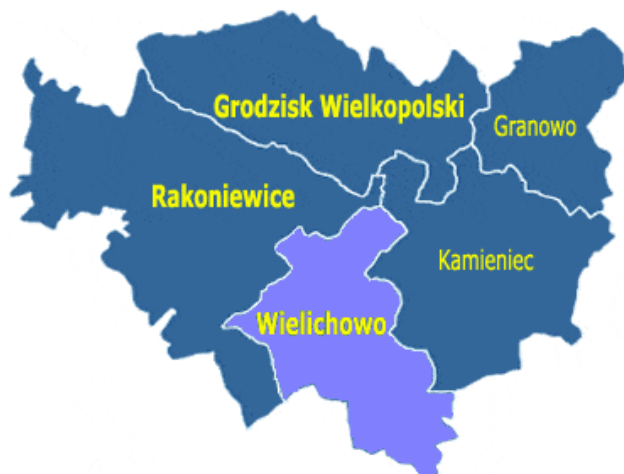 Grodzisk Wielkopolski
Granowo
Rakoniewice
Kamieniec
Wielichowo